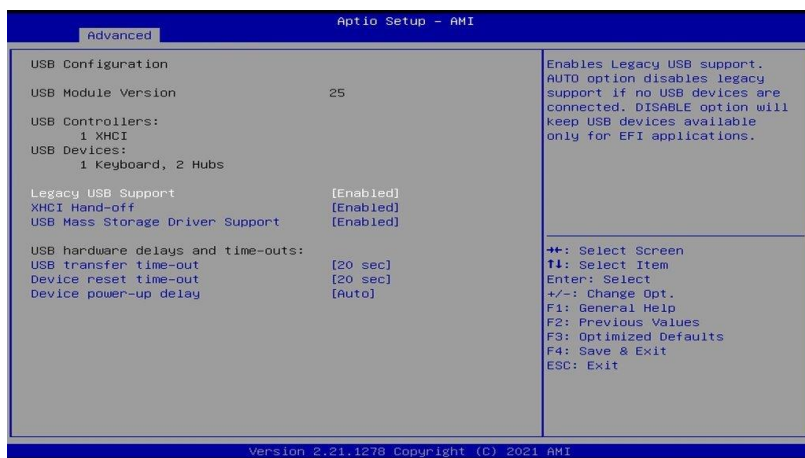 Aptio Setup – AMI
Advanced
USB Configuration
USB Module Version 25
USB Controllers:
1 XHCI
USB Devices:
1 Keyboard, 2 Hubs
Legacy USB Support [Enabled]
XHCI Hand-off [Enabled]
USB Mass Storage Driver Support [Enabled]
USB hardware delays and time-outs:
USB transfer time-out [20 sec]
Device reset time-out [20 sec]
Device power-up delay [Auto]
Enables Legacy USB support.
AUTO option disables legacy
support if no USB devices are
connected. DISABLE option will
keep USB devices available
only for EFI applications.
→←: Select Screen
↑↓: Select Item
Enter: Select
+/-: Change Opt.
F1: General Help
F2: Previous Values
F3: Optimized Defaults
F4: Save & Exit
ESC: Exit
Version 2.21.1278 Copyright (C) 2021 AMI